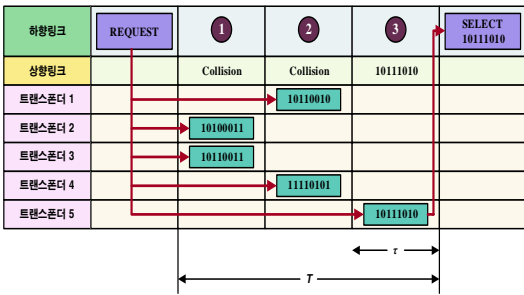 하향링크 REQUEST 1 2 3 SELECT
10111010
상향링크 Collision Collision 10111010
트랜스폰더 1 10110010
트랜스폰더 2 10100011
트랜스폰더 3 10110011
트랜스폰더 4 11110101
트랜스폰더 5 10111010
τ
T